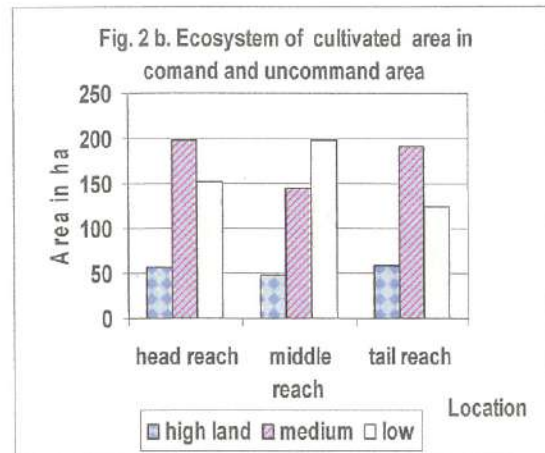 Fig. 2 b. Ecosystem of cultivated area in
comand and uncommand area
Area in ha
250
200
150
100
50
0
head reach middle reach tail reach
Location
high land medium low